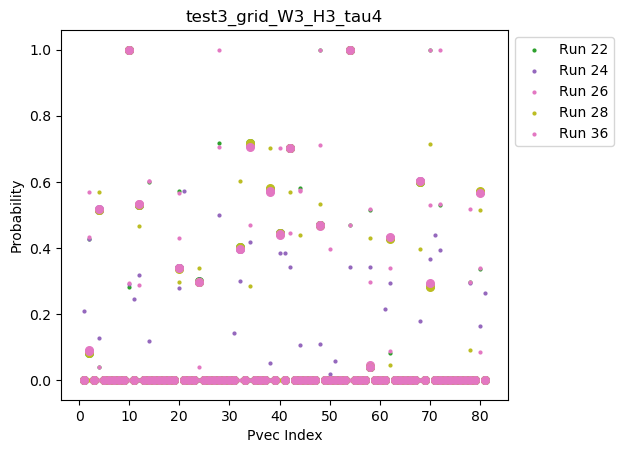 test3_grid_W3_H3_tau4
Run 22
Run 24
Run 26
Run 28
Run 36
Probability
1.0
0.8
0.6
0.4
0.2
0.0
0 10 20 30 40 50 60 70 80
Pvec Index